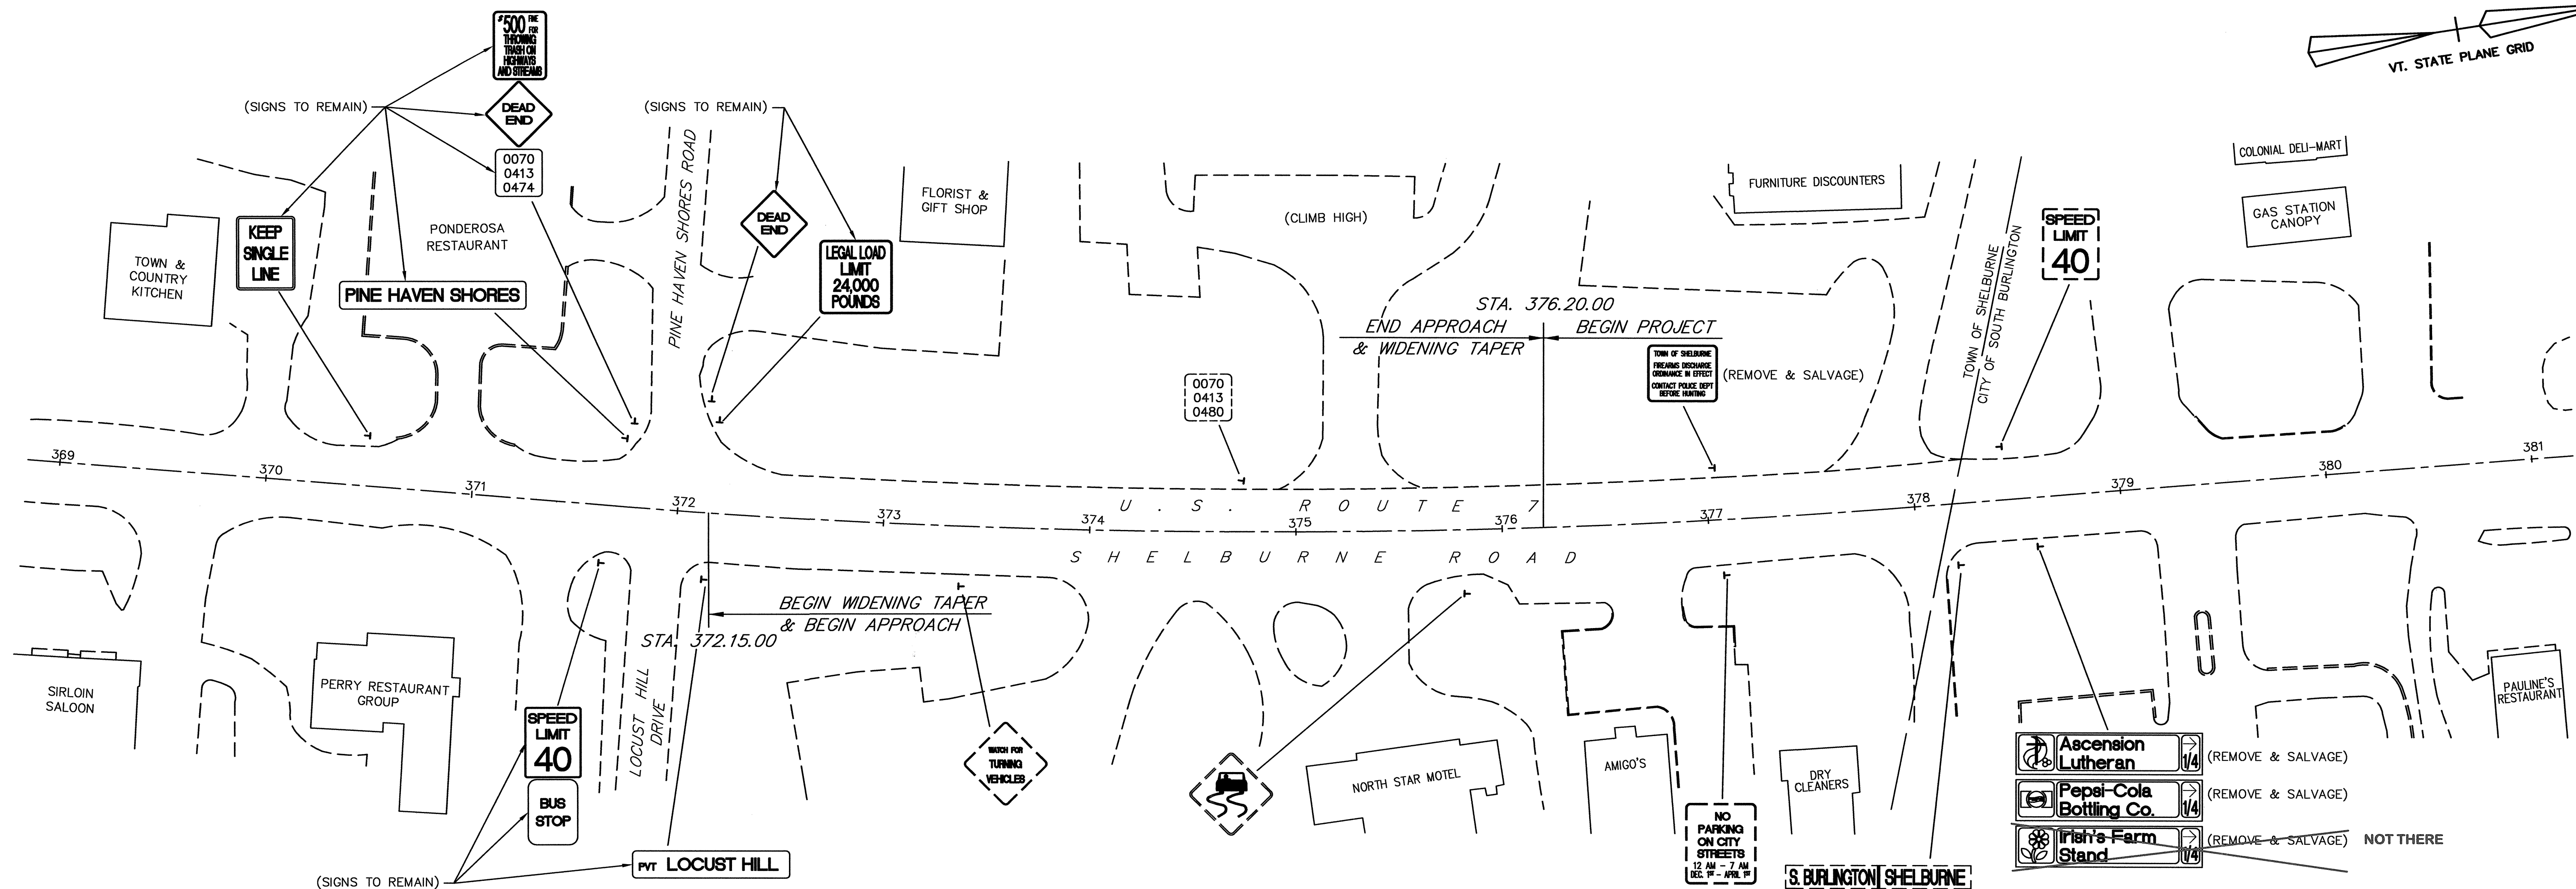 $500 FINE
FOR
THROWING
TRASH ON
HIGHWAYS
AND STREAMS
VT. STATE PLANE GRID
(SIGNS TO REMAIN)
DEAD
END
(SIGNS TO REMAIN)
0070
0413
0474
PINE HAVEN SHORES ROAD
COLONIAL DELI-MART
FLORIST &
GIFT SHOP
FURNITURE DISCOUNTERS
KEEP
SINGLE
LINE
PONDEROSA
RESTAURANT
DEAD
END
(CLIMB HIGH)
GAS STATION
CANOPY
SPEED
LIMIT
40
TOWN &
COUNTRY
KITCHEN
LEGAL LOAD
LIMIT
24,000
POUNDS
PINE HAVEN SHORES
TOWN OF SHELBURNE
CITY OF SOUTH BURLINGTON
STA. 376.20.00
END APPROACH
& WIDENING TAPER
BEGIN PROJECT
TOWN OF SHELBURNE
FIREARMS DISCHARGE
ORDINANCE IN EFFECT
CONTACT POLICE DEPT
BEFORE HUNTING
(REMOVE & SALVAGE)
0070
0413
0480
369
370
371
372
373
374
375
376
377
378
379
380
381
U.S. ROUTE 7
SHELBURNE ROAD
BEGIN WIDENING TAPER
& BEGIN APPROACH
STA. 372.15.00
LOCUST HILL
DRIVE
SIRLOIN
SALOON
PERRY RESTAURANT
GROUP
PAULINE'S
RESTAURANT
SPEED
LIMIT
40
BUS
STOP
WATCH FOR
TURNING
VEHICLES
NORTH STAR MOTEL
AMIGO'S
DRY
CLEANERS
Ascension
Lutheran
→
1/4
(REMOVE & SALVAGE)
Pepsi-Cola
Bottling Co.
→
1/4
(REMOVE & SALVAGE)
Irish's Farm
Stand
→
1/4
(REMOVE & SALVAGE) NOT THERE
NO
PARKING
ON CITY
STREETS
12 AM - 7 AM
DEC. 1ST - APRIL 1ST
PVT LOCUST HILL
(SIGNS TO REMAIN)
S. BURLINGTON SHELBURNE